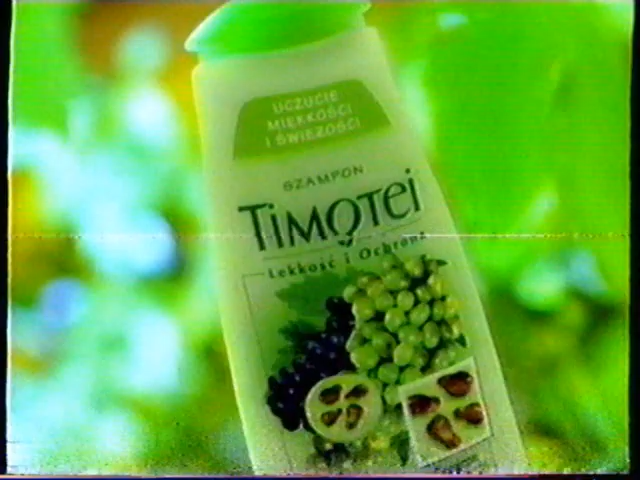 UCZUCIE
MIĘKKOŚCI
I ŚWIEŻOŚCI
SZAMPON
TIMOTEI
Lekkość i Ochrona